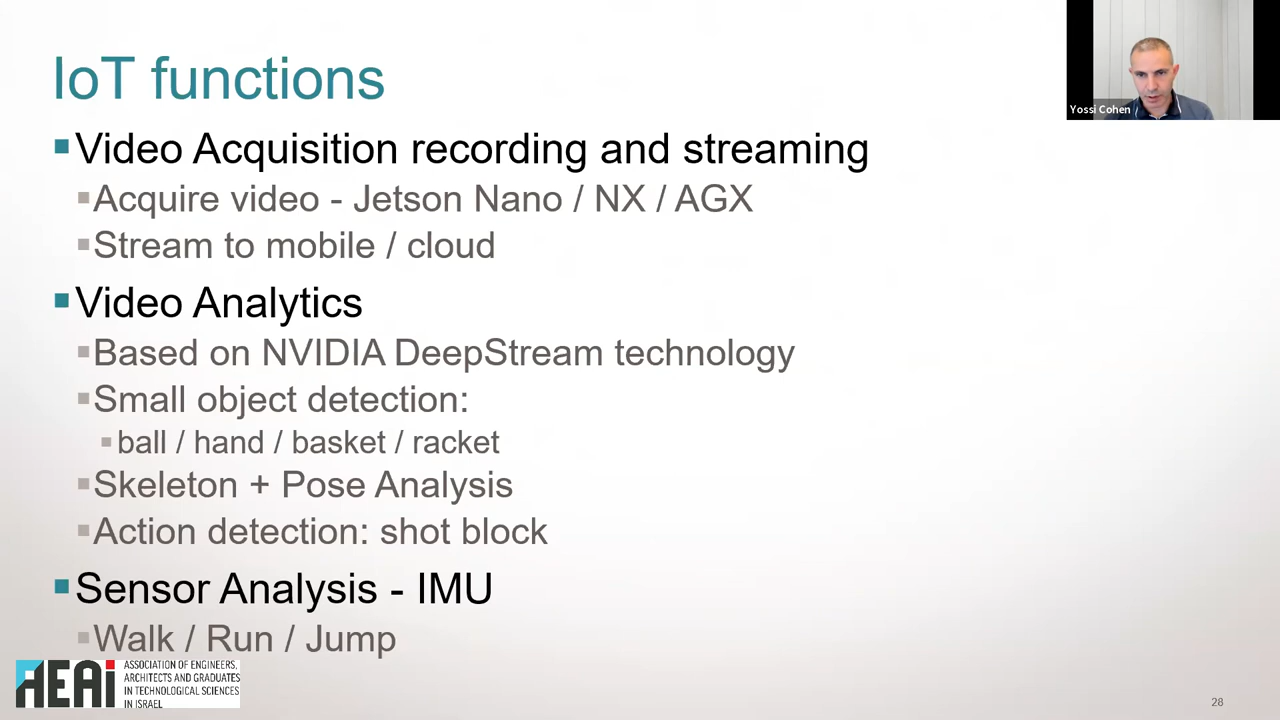 IoT functions
Yossi Cohen
Video Acquisition recording and streaming
Acquire video - Jetson Nano / NX / AGX
Stream to mobile / cloud
Video Analytics
Based on NVIDIA DeepStream technology
Small object detection:
ball / hand / basket / racket
Skeleton + Pose Analysis
Action detection: shot block
Sensor Analysis - IMU
Walk / Run / Jump
AEAi
ASSOCIATION OF ENGINEERS,
ARCHITECTS AND GRADUATES
IN TECHNOLOGICAL SCIENCES
IN ISRAEL
28